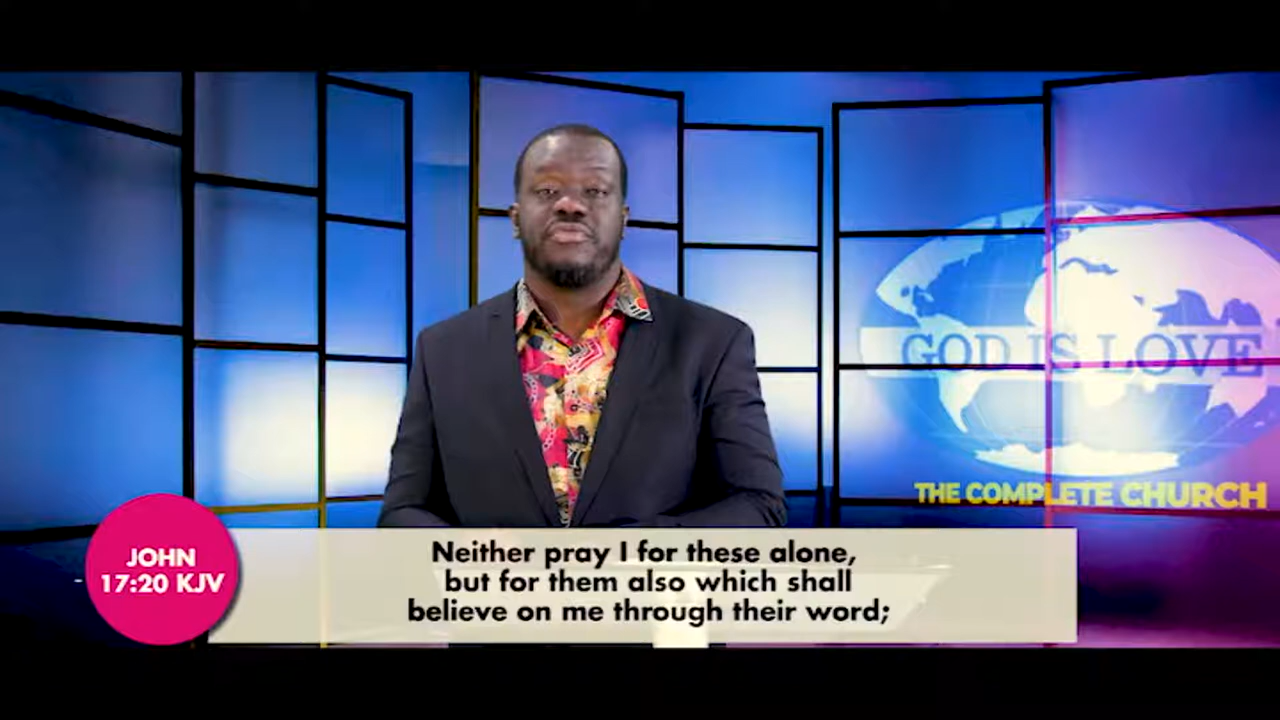 GOD IS LOVE
THE COMPLETE CHURCH
JOHN
17:20 KJV
Neither pray I for these alone,
but for them also which shall
believe on me through their word;